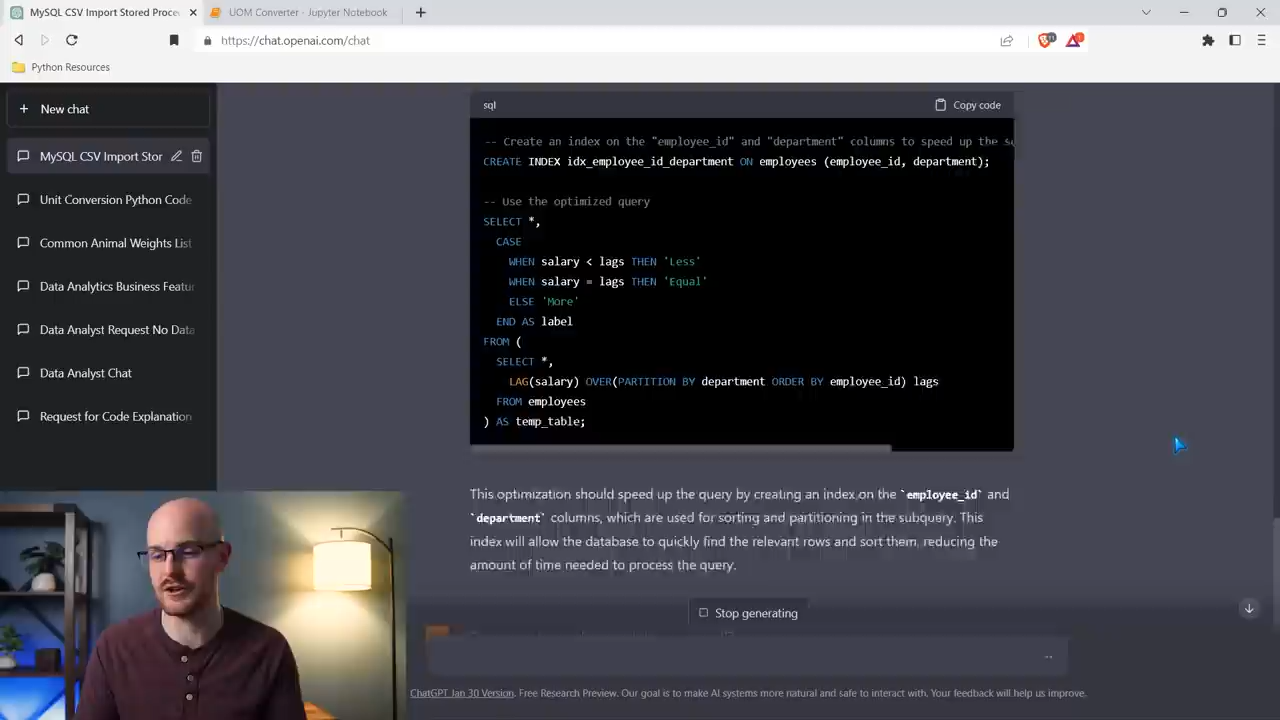 MySQL CSV Import Stored Proce
UOM Converter - Jupyter Notebook
https://chat.openai.com/chat
Python Resources
New chat
MySQL CSV Import Stor
Unit Conversion Python Code
Common Animal Weights List
Data Analytics Business Featur
Data Analyst Request No Data
Data Analyst Chat
Request for Code Explanation
sql
Copy code
-- Create an index on the "employee_id" and "department" columns to speed up the
CREATE INDEX idx_employee_id_department ON employees (employee_id, department);
-- Use the optimized query
SELECT *,
CASE
WHEN salary < lags THEN 'Less'
WHEN salary = lags THEN 'Equal'
ELSE 'More'
END AS label
FROM (
SELECT *,
LAG(salary) OVER(PARTITION BY department ORDER BY employee_id) lags
FROM employees
) AS temp_table;
This optimization should speed up the query by creating an index on the `employee_id` and
`department` columns, which are used for sorting and partitioning in the subquery. This
index will allow the database to quickly find the relevant rows and sort them, reducing the
amount of time needed to process the query.
Stop generating
ChatGPT Jan 30 Version. Free Research Preview. Our goal is to make AI systems more natural and safe to interact with. Your feedback will help us improve.